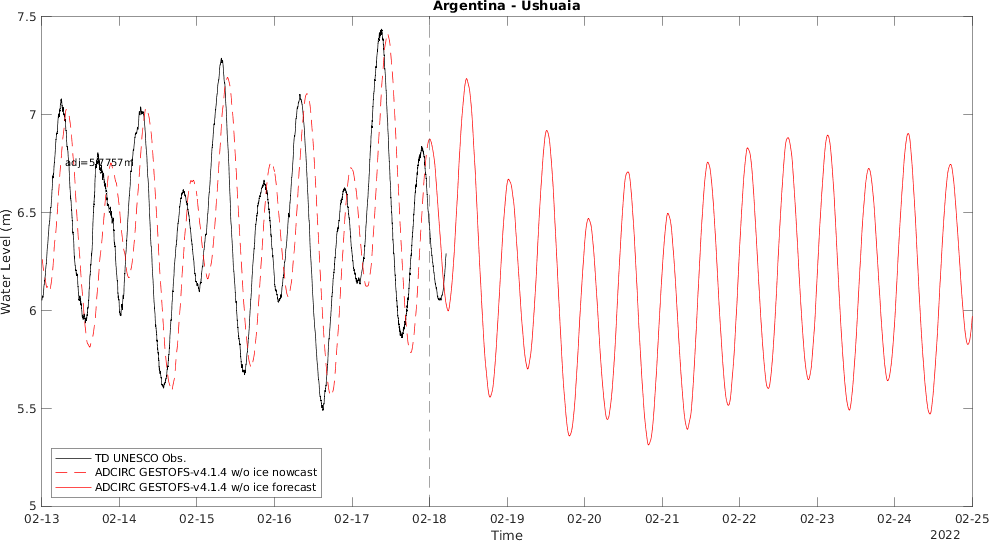 Argentina - Ushuaia
7.5
7
6.5
6
5.5
5
Water Level (m)
adj=5.7757m
TD UNESCO Obs.
ADCIRC GESTOFS-v4.1.4 w/o ice nowcast
ADCIRC GESTOFS-v4.1.4 w/o ice forecast
02-13 02-14 02-15 02-16 02-17 02-18 02-19 02-20 02-21 02-22 02-23 02-24 02-25
Time
2022